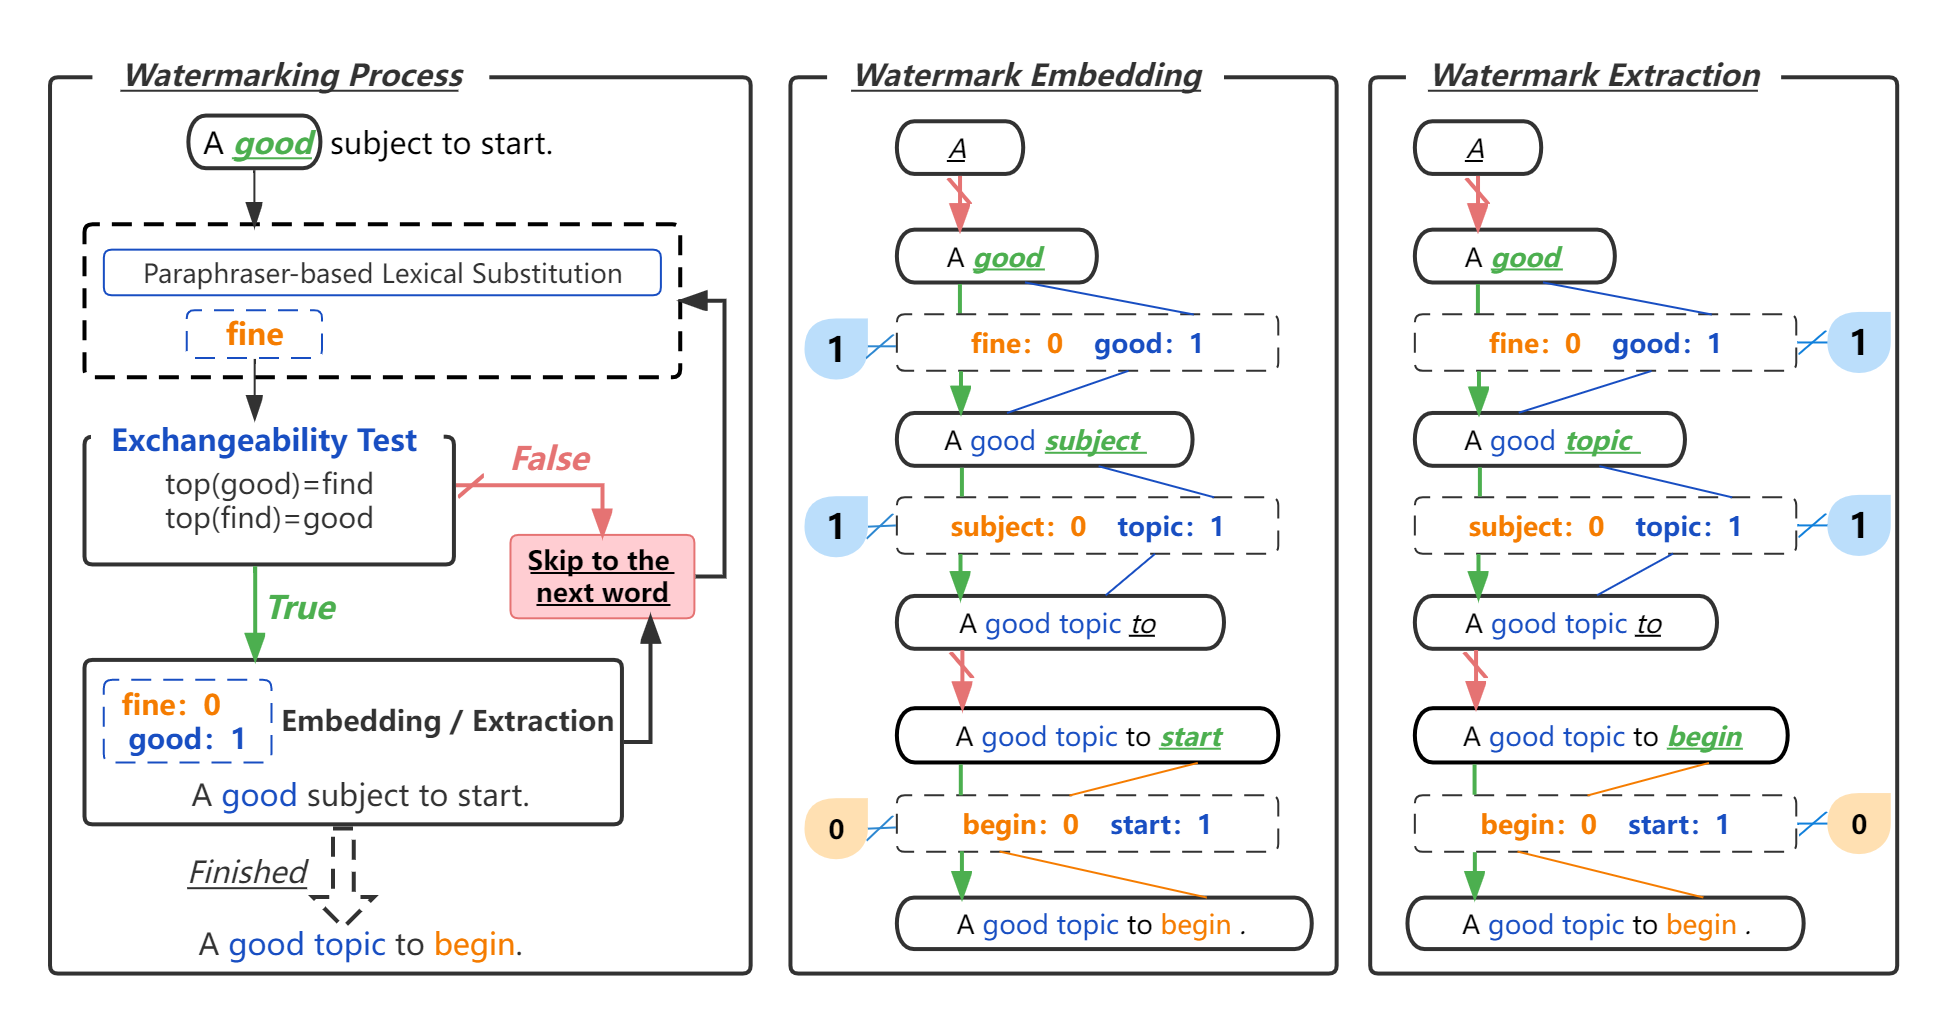 Watermarking Process
A good subject to start.
Paraphraser-based Lexical Substitution
fine
Exchangeability Test
top(good)=find
top(find)=good
False
Skip to the
next word
True
fine: 0
good: 1
Embedding / Extraction
A good subject to start.
Finished
A good topic to begin.
Watermark Embedding
A
A good
1
fine: 0 good: 1
A good subject
1
subject: 0 topic: 1
A good topic to
A good topic to start
0
begin: 0 start: 1
A good topic to begin .
Watermark Extraction
A
A good
fine: 0 good: 1
1
A good topic
subject: 0 topic: 1
1
A good topic to
A good topic to begin
begin: 0 start: 1
0
A good topic to begin .